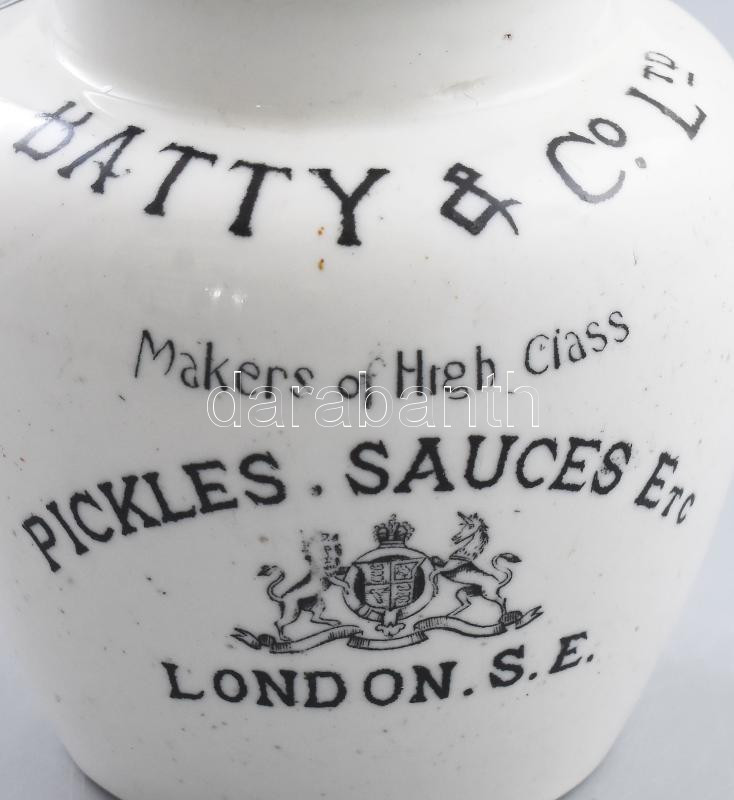 BATTY & Co. LTD
Makers of High Class
darabanth
PICKLES. SAUCES ETC
LONDON. S. E.